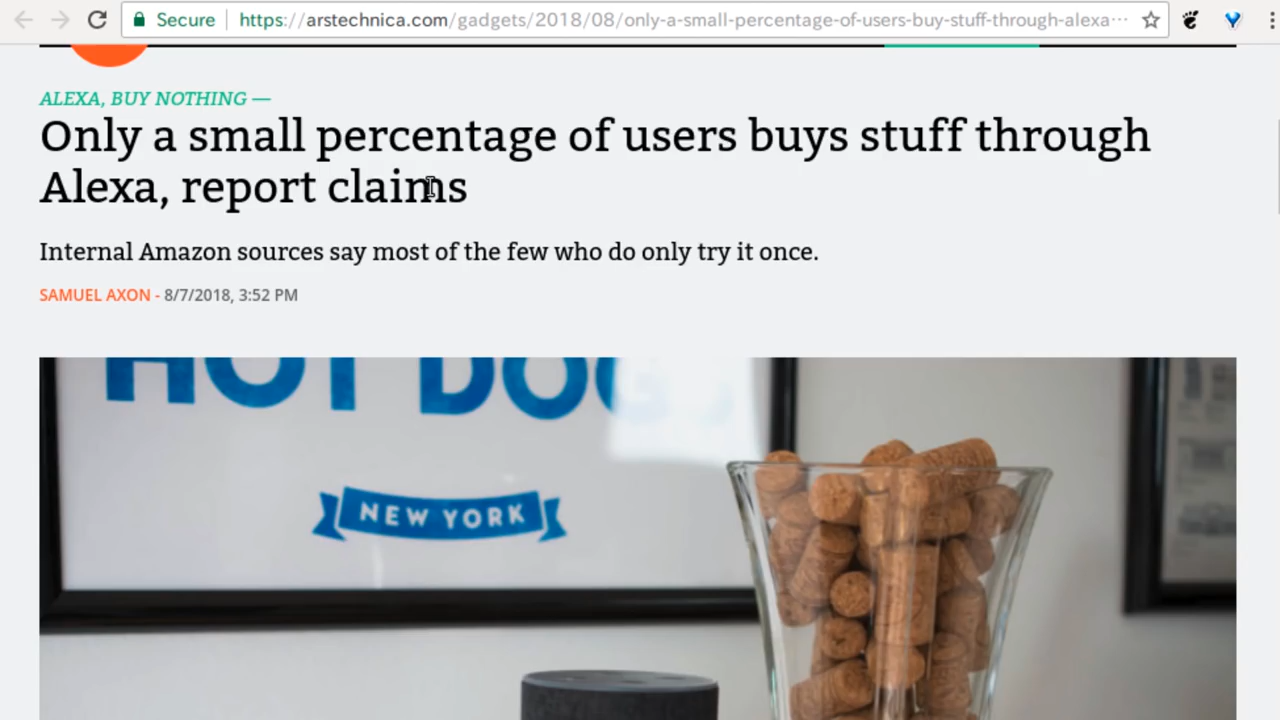 Secure
https://arstechnica.com/gadgets/2018/08/only-a-small-percentage-of-users-buy-stuff-through-alexa…
ALEXA, BUY NOTHING —
Only a small percentage of users buys stuff through
Alexa, report claims
Internal Amazon sources say most of the few who do only try it once.
SAMUEL AXON - 8/7/2018, 3:52 PM
HOT DOG
NEW YORK